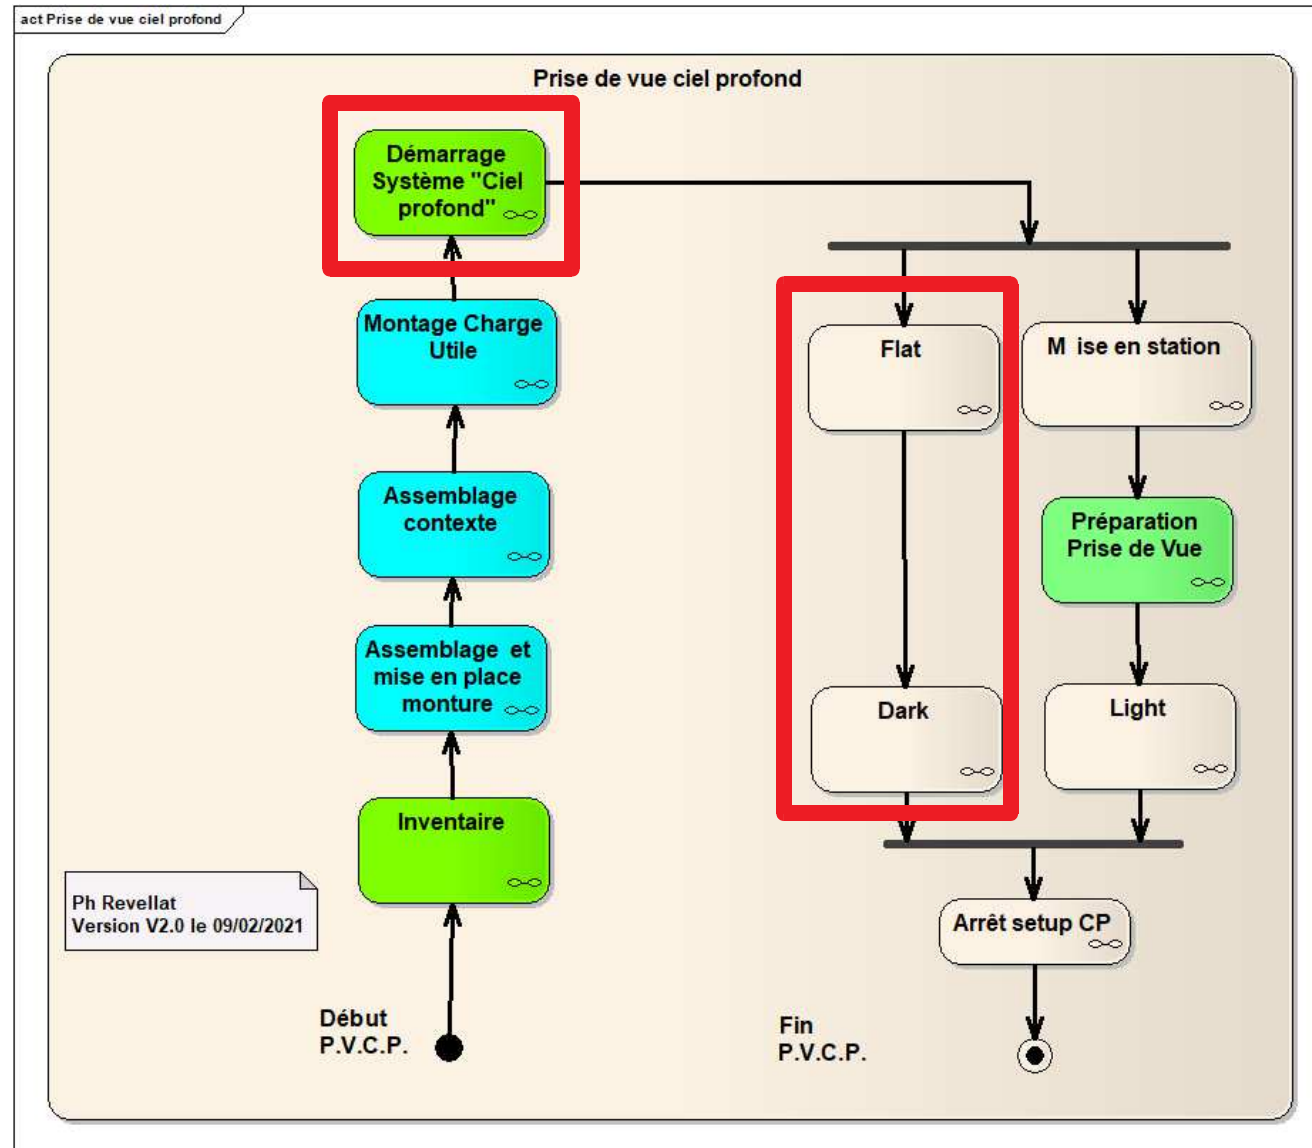 act Prise de vue ciel profond
Prise de vue ciel profond
Démarrage
Système "Ciel
profond"
Montage Charge
Utile
Assemblage
contexte
Assemblage et
mise en place
monture
Inventaire
Ph Revellat
Version V2.0 le 09/02/2021
Début
P.V.C.P.
Flat
M ise en station
Préparation
Prise de Vue
Dark
Light
Arrêt setup CP
Fin
P.V.C.P.